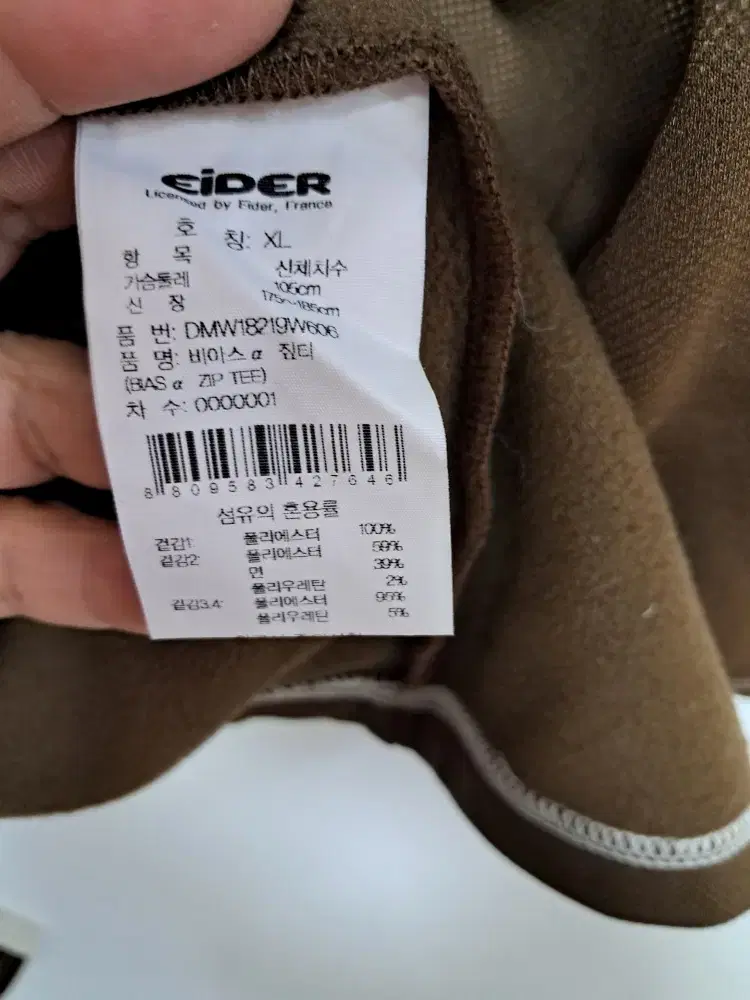 EiDER
Licensed by Eider, France
호 칭: XL
항 목 신체치수
가슴둘레 105cm
신 장 175~185cm
품 번: DMW18219W606
품 명: 비아스α 짚티
(BIAS α ZIP TEE)
차 수: 0000001
8 809583 427646
섬유의 혼용률
겉감1: 폴리에스터 100%
겉감2: 폴리에스터 59%
면 39%
폴리우레탄 2%
겉감3,4: 폴리에스터 95%
폴리우레탄 5%